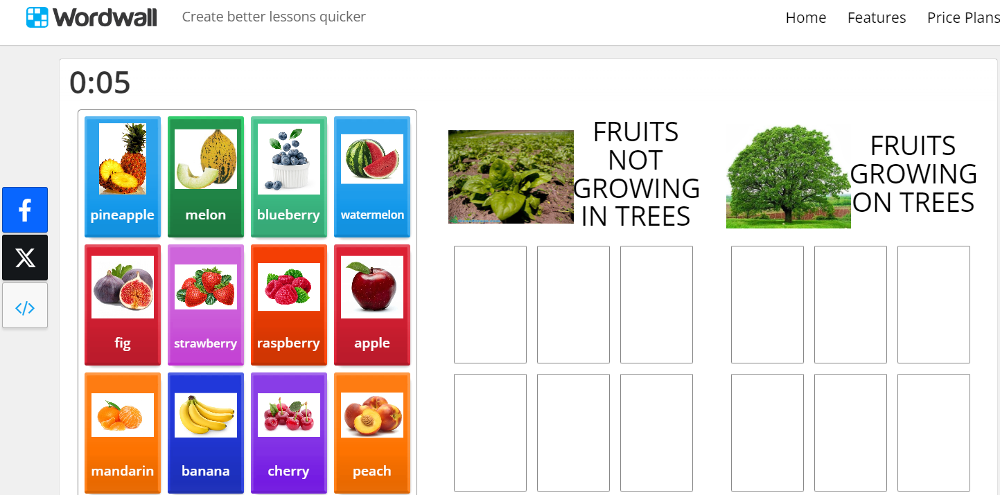 Wordwall
Create better lessons quicker
Home
Features
Price Plans
0:05
pineapple
melon
blueberry
watermelon
fig
strawberry
raspberry
apple
mandarin
banana
cherry
peach
FRUITS
NOT
GROWING
IN TREES
FRUITS
GROWING
ON TREES